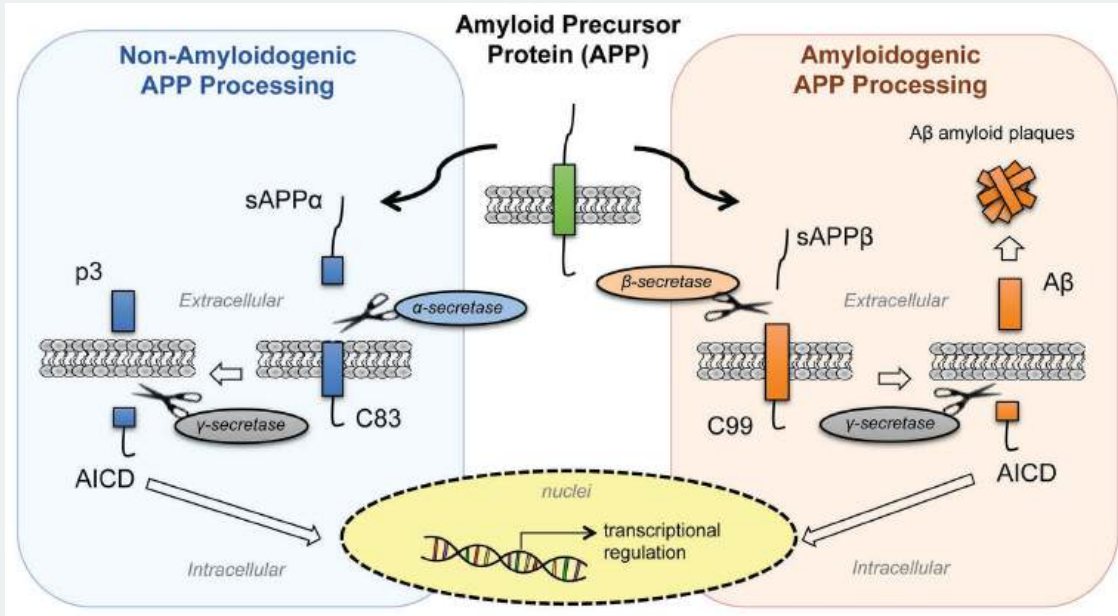 Amyloid Precursor
Protein (APP)
Non-Amyloidogenic
APP Processing
sAPPα
p3
Extracellular
α-secretase
γ-secretase
C83
AICD
Intracellular
Amyloidogenic
APP Processing
Aβ amyloid plaques
sAPPβ
β-secretase
Extracellular
Aβ
C99
γ-secretase
AICD
Intracellular
nuclei
transcriptional
regulation